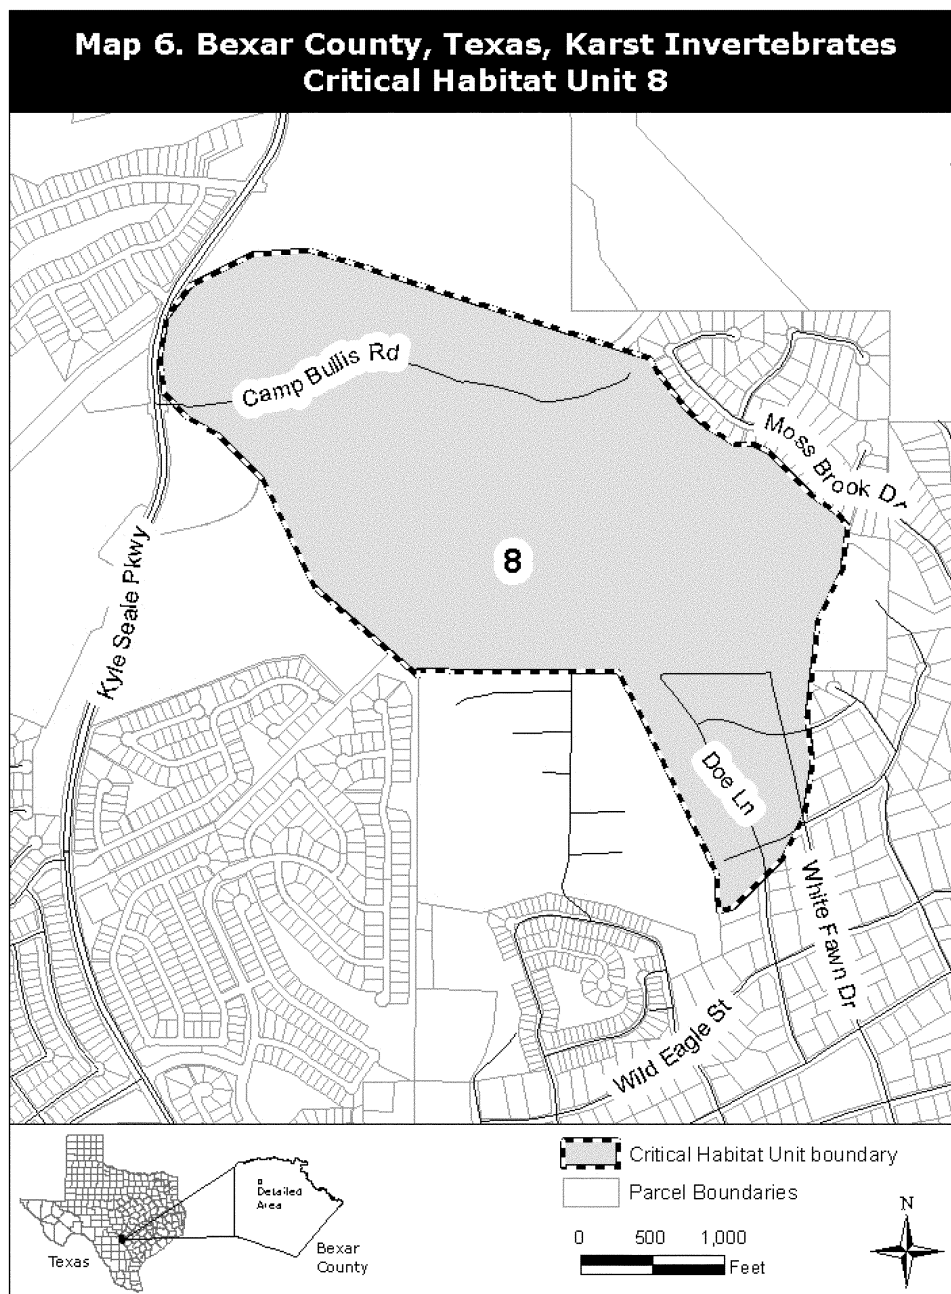 Map 6. Bexar County, Texas, Karst Invertebrates
Critical Habitat Unit 8
Camp Bullis Rd
Moss Brook Dr
8
Kyle Seale Pkwy
Doe Ln
White Fawn Dr
Wild Eagle St
Critical Habitat Unit boundary
Parcel Boundaries
0 500 1,000
Feet
N
Detailed
Area
Texas
Bexar
County